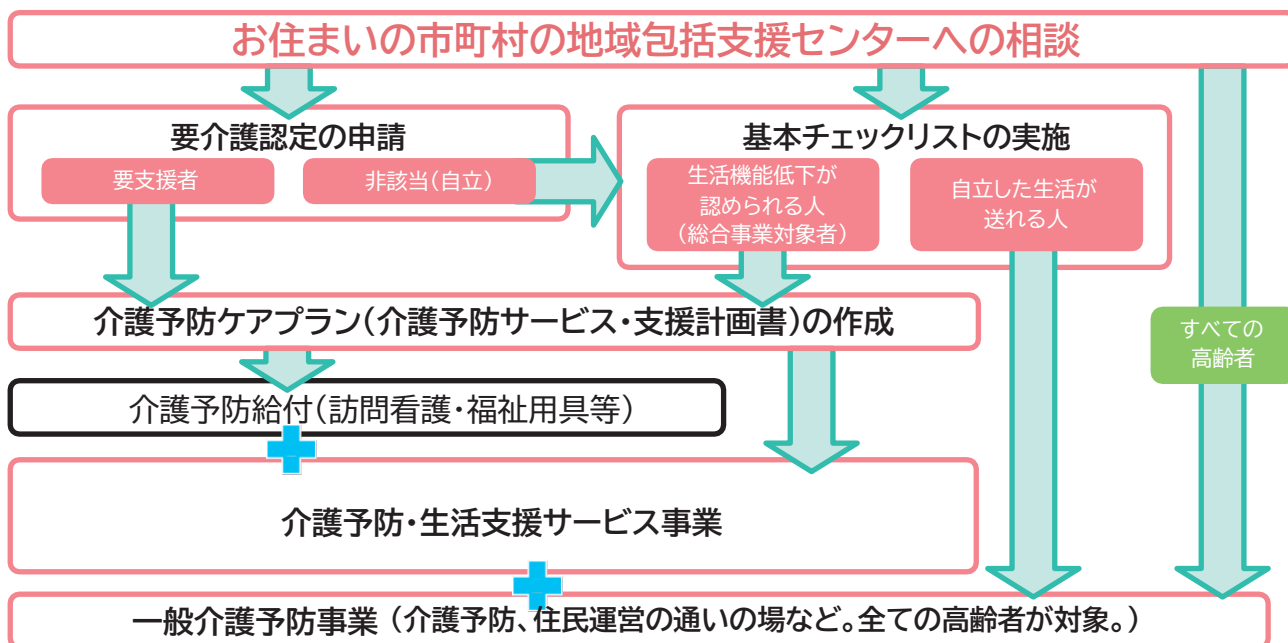 お住まいの市町村の地域包括支援センターへの相談
要介護認定の申請
要支援者
非該当(自立)
基本チェックリストの実施
生活機能低下が
認められる人
(総合事業対象者)
自立した生活が
送れる人
介護予防ケアプラン(介護予防サービス・支援計画書)の作成
すべての
高齢者
介護予防給付(訪問看護・福祉用具等)
介護予防・生活支援サービス事業
一般介護予防事業(介護予防、住民運営の通いの場など。全ての高齢者が対象。)